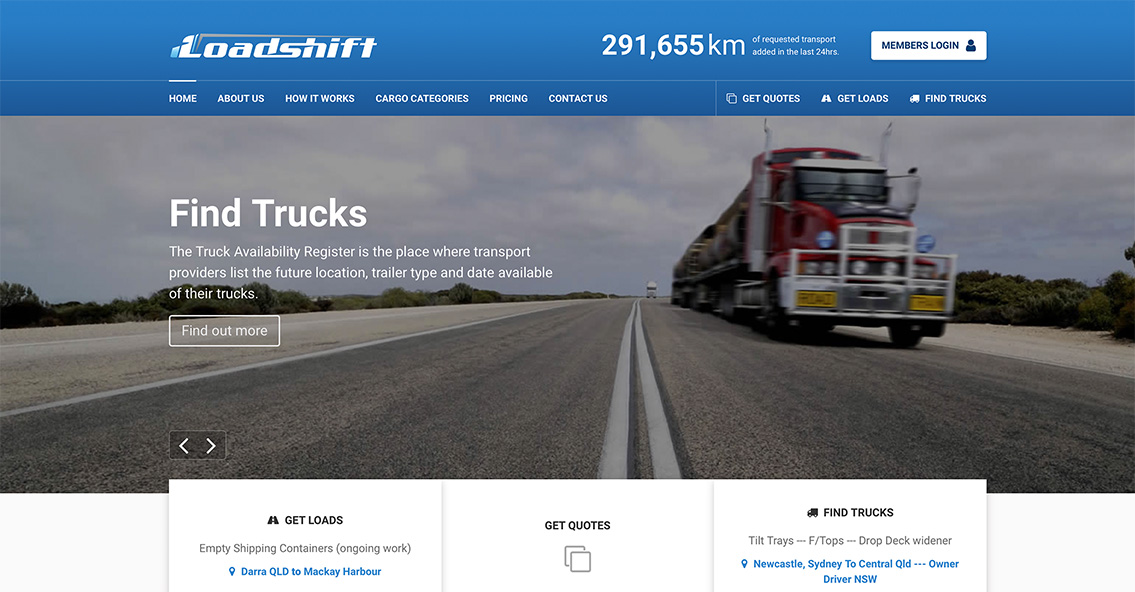 Loadshift
291,655km
of requested transport
added in the last 24hrs.
MEMBERS LOGIN
HOME
ABOUT US
HOW IT WORKS
CARGO CATEGORIES
PRICING
CONTACT US
GET QUOTES
GET LOADS
FIND TRUCKS
Find Trucks
The Truck Availability Register is the place where transport
providers list the future location, trailer type and date available
of their trucks.
Find out more
GET LOADS
Empty Shipping Containers (ongoing work)
Darra QLD to Mackay Harbour
GET QUOTES
FIND TRUCKS
Tilt Trays --- F/Tops --- Drop Deck widener
Newcastle, Sydney To Central Qld --- Owner
Driver NSW